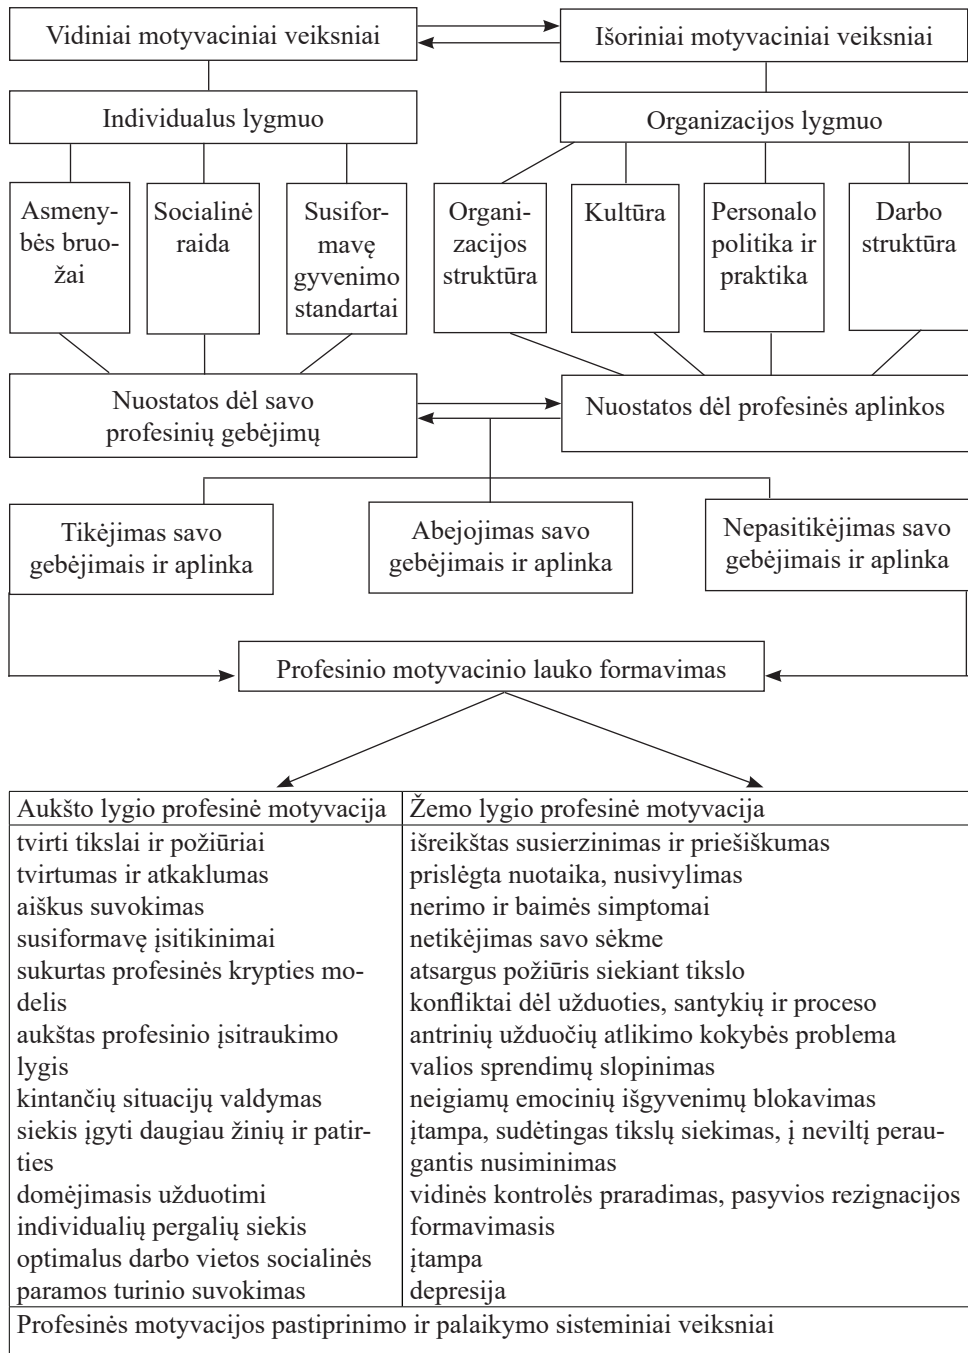 Vidiniai motyvaciniai veiksniai
Išoriniai motyvaciniai veiksniai
Individualus lygmuo
Organizacijos lygmuo
Asmeny-
bės bruo-
žai
Socialinė
raida
Susifor-
mavę
gyvenimo
standartai
Organi-
zacijos
struktūra
Kultūra
Personalo
politika ir
praktika
Darbo
struktūra
Nuostatos dėl savo
profesinių gebėjimų
Nuostatos dėl profesinės aplinkos
Tikėjimas savo
gebėjimais ir aplinka
Abejojimas savo
gebėjimais ir aplinka
Nepasitikėjimas savo
gebėjimais ir aplinka
Profesinio motyvacinio lauko formavimas
Aukšto lygio profesinė motyvacija
tvirti tikslai ir požiūriai
tvirtumas ir atkaklumas
aiškus suvokimas
susiformavę įsitikinimai
sukurtas profesinės krypties mo-
delis
aukštas profesinio įsitraukimo
lygis
kintančių situacijų valdymas
siekis įgyti daugiau žinių ir patir-
ties
domėjimasis užduotimi
individualių pergalių siekis
optimalus darbo vietos socialinės
paramos turinio suvokimas
Žemo lygio profesinė motyvacija
išreikštas susierzinimas ir priešiškumas
prislėgta nuotaika, nusivylimas
nerimo ir baimės simptomai
netikėjimas savo sėkme
atsargus požiūris siekiant tikslo
konfliktai dėl užduoties, santykių ir proceso
antrinių užduočių atlikimo kokybės problema
valios sprendimų slopinimas
neigiamų emocinių išgyvenimų blokavimas
įtampa, sudėtingas tikslų siekimas, į neviltį perau-
gantis nusiminimas
vidinės kontrolės praradimas, pasyvios rezignacijos
formavimasis
įtampa
depresija
Profesinės motyvacijos pastiprinimo ir palaikymo sisteminiai veiksniai